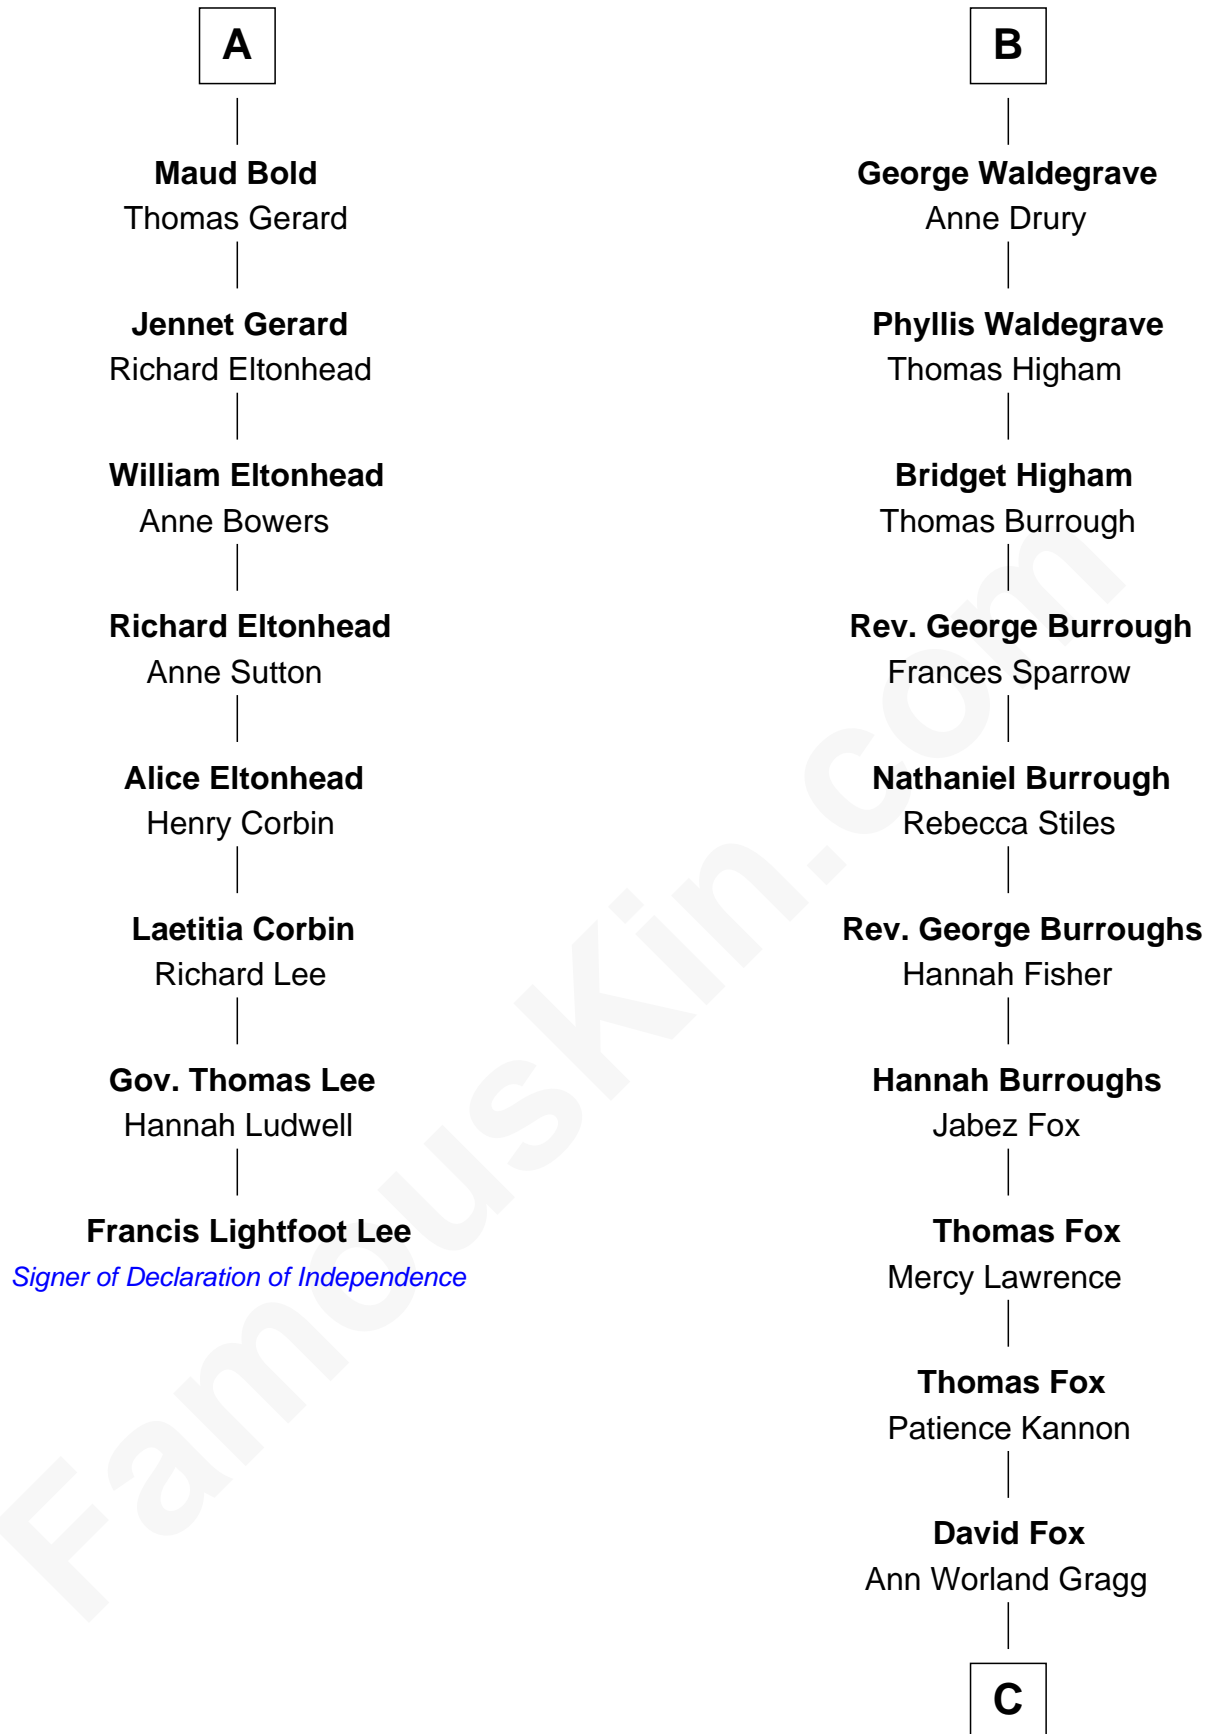 A
Maud Bold
Thomas Gerard
Jennet Gerard
Richard Eltonhead
William Eltonhead
Anne Bowers
Richard Eltonhead
Anne Sutton
Alice Eltonhead
Henry Corbin
Laetitia Corbin
Richard Lee
Gov. Thomas Lee
Hannah Ludwell
Francis Lightfoot Lee
Signer of Declaration of Independence
B
George Waldegrave
Anne Drury
Phyllis Waldegrave
Thomas Higham
Bridget Higham
Thomas Burrough
Rev. George Burrough
Frances Sparrow
Nathaniel Burrough
Rebecca Stiles
Rev. George Burroughs
Hannah Fisher
Hannah Burroughs
Jabez Fox
Thomas Fox
Mercy Lawrence
Thomas Fox
Patience Kannon
David Fox
Ann Worland Gragg
C
FamousKin.com